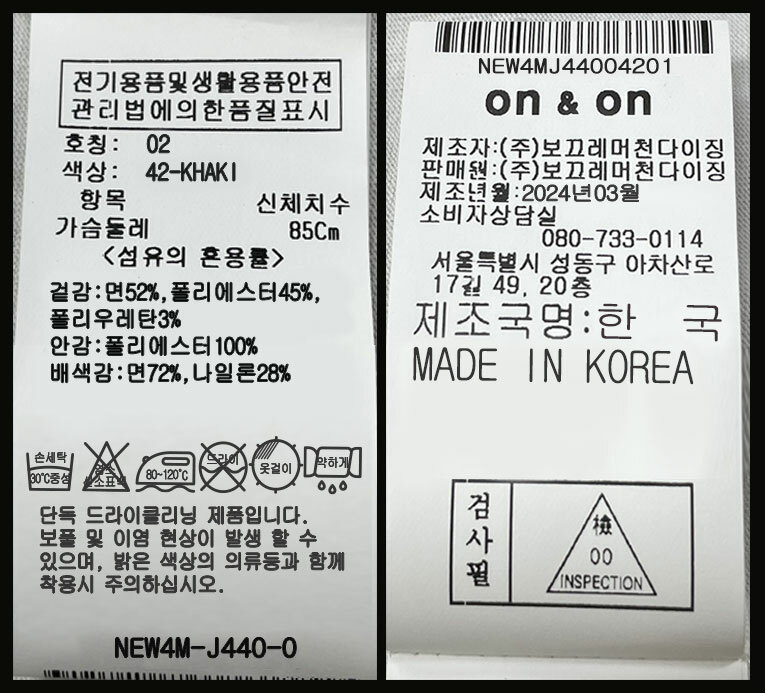 전기용품및생활용품안전
관리법에의한품질표시
호칭: 02
색상: 42-KHAKI
항목 신체치수
가슴둘레 85Cm
<섬유의 혼용률>
겉감:면52%,폴리에스터45%,
폴리우레탄3%
안감:폴리에스터100%
배색감:면72%,나일론28%
손세탁
30℃중성
염소표백
80~120℃
드라이
옷걸이
약하게
단독 드라이클리닝 제품입니다.
보풀 및 이염 현상이 발생 할 수
있으며, 밝은 색상의 의류등과 함께
착용시 주의하십시오.
NEW4M-J440-0
NEW4MJ44004201
on & on
제조자:(주)보끄레머천다이징
판매원:(주)보끄레머천다이징
제조년월:2024년03월
소비자상담실
080-733-0114
서울특별시 성동구 아차산로
17길 49, 20층
제조국명:한 국
MADE IN KOREA
검사필
檢
00
INSPECTION